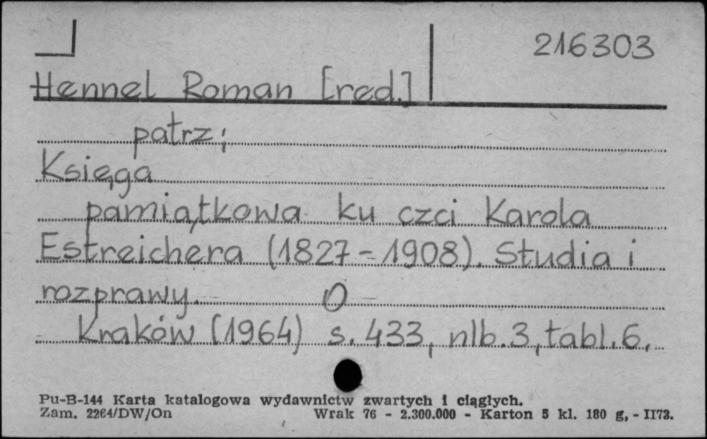 216303
Hennel Roman [red.]
patrz:
Księga
pamiątkowa ku czci Karola
Estreichera (1827-1908). Studia i
rozprawy. O
Kraków (1964) s. 433, nlb. 3, tabl. 6.
Pu-B-144 Karta katalogowa wydawnictw zwartych i ciągłych.
Zam. 2264/DW/On Wrak 76 - 2.300.000 - Karton 5 kl. 180 g, - II73.